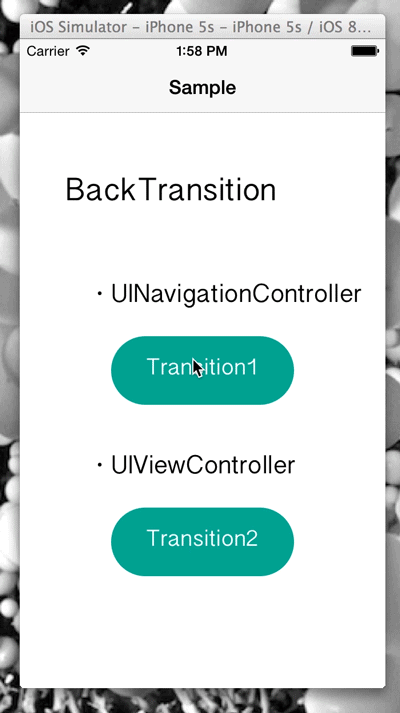 iOS Simulator – iPhone 5s – iPhone 5s / iOS 8...
Carrier 1:58 PM
Sample
BackTransition
・UINavigationController
Transition1
・UIViewController
Transition2